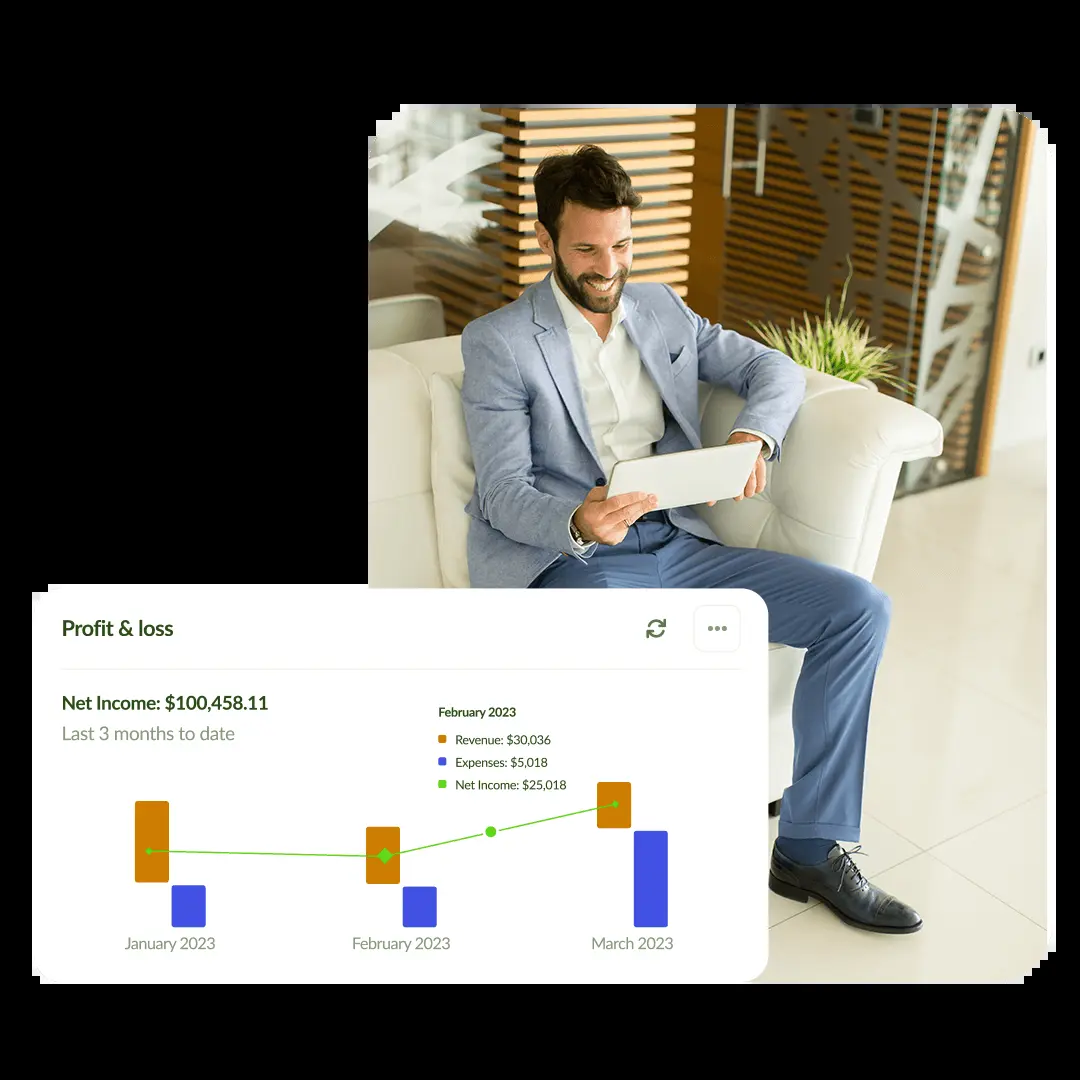 Profit & loss
Net Income: $100,458.11
Last 3 months to date
February 2023
Revenue: $30,036
Expenses: $5,018
Net Income: $25,018
January 2023
February 2023
March 2023